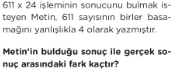 611 x 24 işleminin sonucunu bulmak is-
teyen Metin, 611 sayısının birler basa-
mağını yanlışlıkla 4 olarak yazmıştır.
Metin'in bulduğu sonuç ile gerçek so-
nuç arasındaki fark kaçtır?